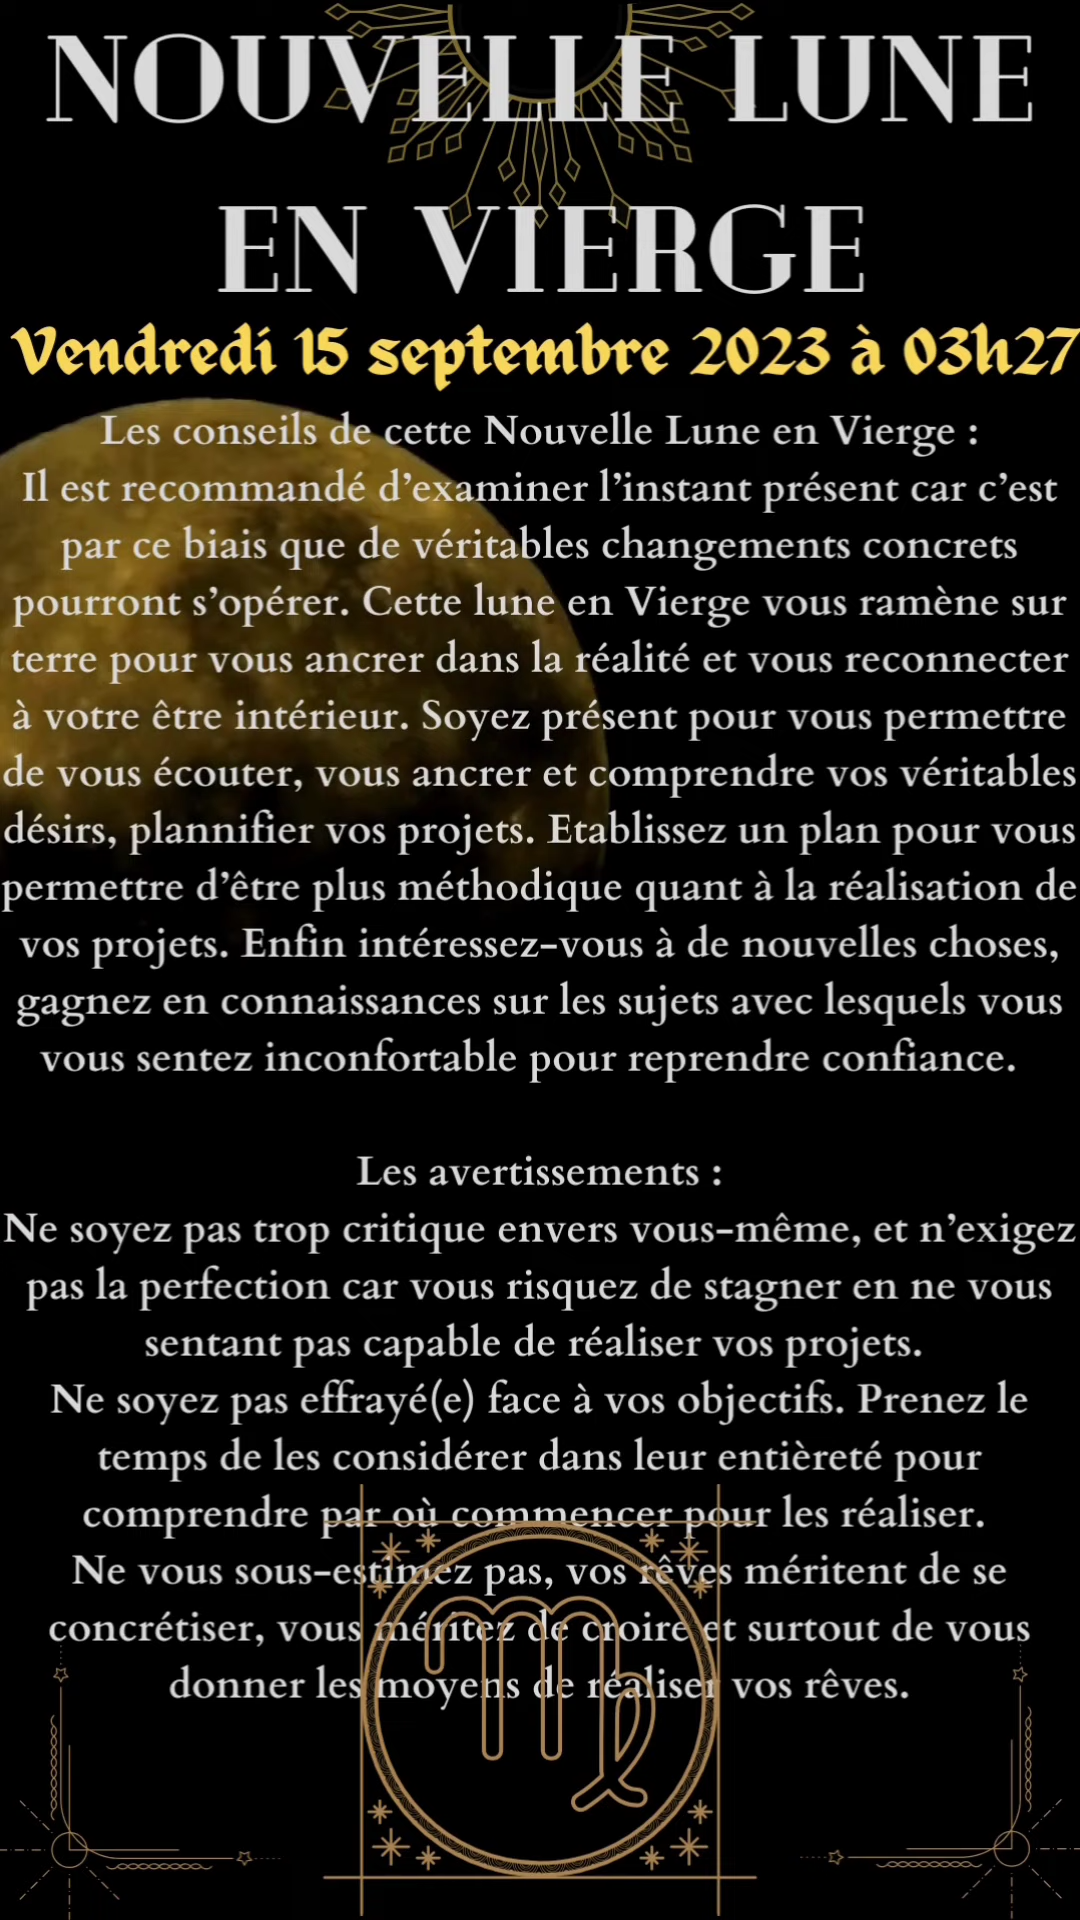 NOUVELLE LUNE
EN VIERGE
Vendredi 15 septembre 2023 à 03h27
Les conseils de cette Nouvelle Lune en Vierge :
Il est recommandé d’examiner l’instant présent car c’est
par ce biais que de véritables changements concrets
pourront s’opérer. Cette lune en Vierge vous ramène sur
terre pour vous ancrer dans la réalité et vous reconnecter
à votre être intérieur. Soyez présent pour vous permettre
de vous écouter, vous ancrer et comprendre vos véritables
désirs, plannifier vos projets. Etablissez un plan pour vous
permettre d’être plus méthodique quant à la réalisation de
vos projets. Enfin intéressez-vous à de nouvelles choses,
gagnez en connaissances sur les sujets avec lesquels vous
vous sentez inconfortable pour reprendre confiance.
Les avertissements :
Ne soyez pas trop critique envers vous-même, et n’exigez
pas la perfection car vous risquez de stagner en ne vous
sentant pas capable de réaliser vos projets.
Ne soyez pas effrayé(e) face à vos objectifs. Prenez le
temps de les considérer dans leur entièreté pour
comprendre par où commencer pour les réaliser.
Ne vous sous-estimez pas, vos rêves méritent de se
concrétiser, vous méritez de croire et surtout de vous
donner les moyens de réaliser vos rêves.